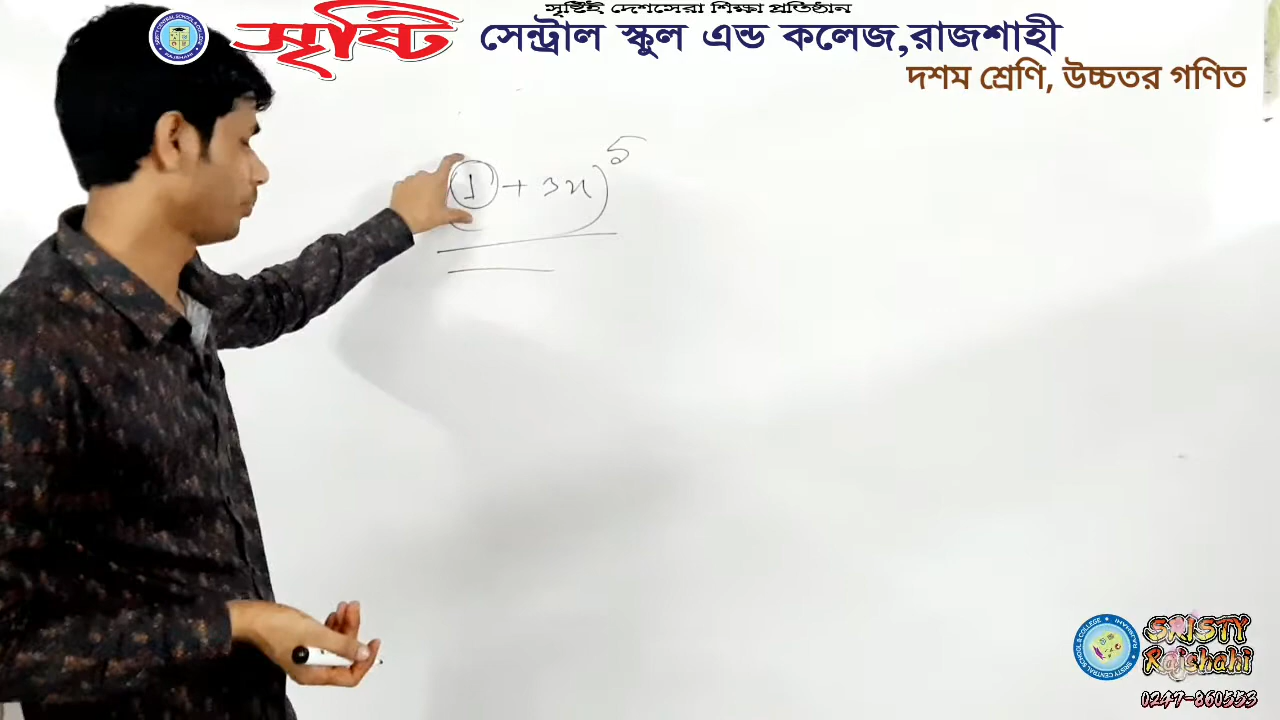 সৃষ্টিই দেশসেরা শিক্ষা প্রতিষ্ঠান
সৃষ্টি সেন্ট্রাল স্কুল এন্ড কলেজ,রাজশাহী
দশম শ্রেণি, উচ্চতর গণিত
(1 + 3x)^5
SRISTY
Rajshahi
0247-860553